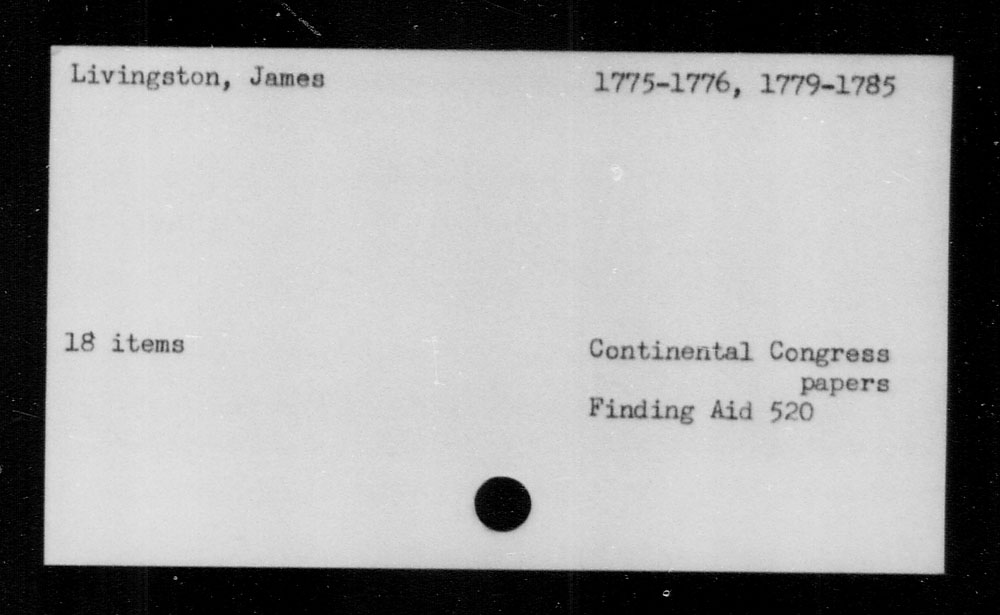 Livingston, James 1775-1776, 1779-1785
18 items
Continental Congress
papers
Finding Aid 520